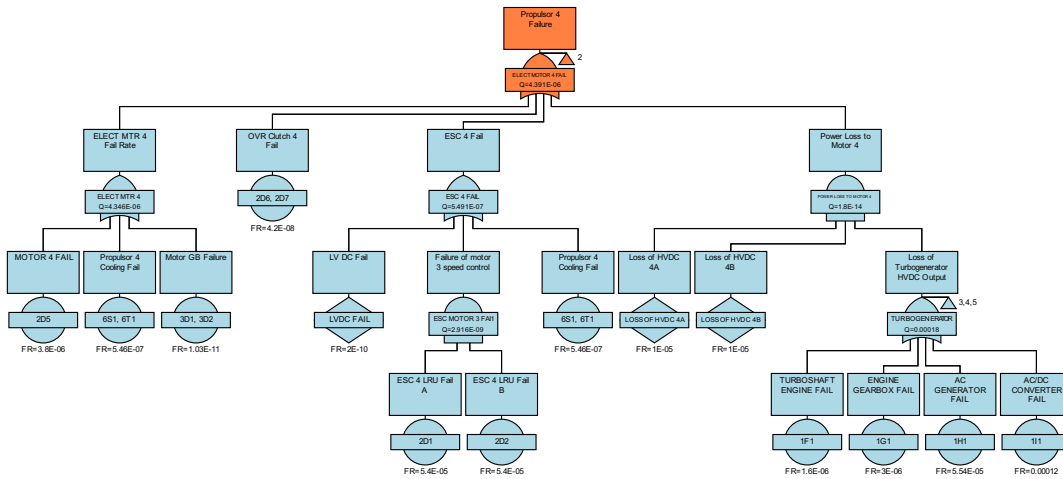 Propulsor 4
Failure
2
ELECT MOTOR 4 FAIL
Q=4.391E-06
ELECT MTR 4
Fail Rate
OVR Clutch 4
Fail
ESC 4 Fail
Power Loss to
Motor 4
ELECT MTR 4
Q=4.346E-06
2D6, 2D7
FR=4.2E-08
ESC 4 FAIL
Q=5.491E-07
POWER LOSS TO MOTOR 4
Q=1.8E-14
MOTOR 4 FAIL
Propulsor 4
Cooling Fail
Motor GB Failure
LV DC Fail
Failure of motor
3 speed control
Propulsor 4
Cooling Fail
Loss of HVDC
4A
Loss of HVDC
4B
Loss of
Turbogenerator
HVDC Output
3,4,5
2D5
FR=3.8E-06
6S1, 6T1
FR=5.46E-07
3D1, 3D2
FR=1.03E-11
LVDC FAIL
FR=2E-10
ESC MOTOR 3 FAI1
Q=2.916E-09
6S1, 6T1
FR=5.46E-07
LOSS OF HVDC 4A
FR=1E-05
LOSS OF HVDC 4B
FR=1E-05
TURBOGENERATOR
Q=0.00018
ESC 4 LRU Fail
A
ESC 4 LRU Fail
B
TURBOSHAFT
ENGINE FAIL
ENGINE
GEARBOX FAIL
AC
GENERATOR
FAIL
AC/DC
CONVERTER
FAIL
2D1
FR=5.4E-05
2D2
FR=5.4E-05
1F1
FR=1.6E-06
1G1
FR=3E-06
1H1
FR=5.54E-05
1I1
FR=0.00012